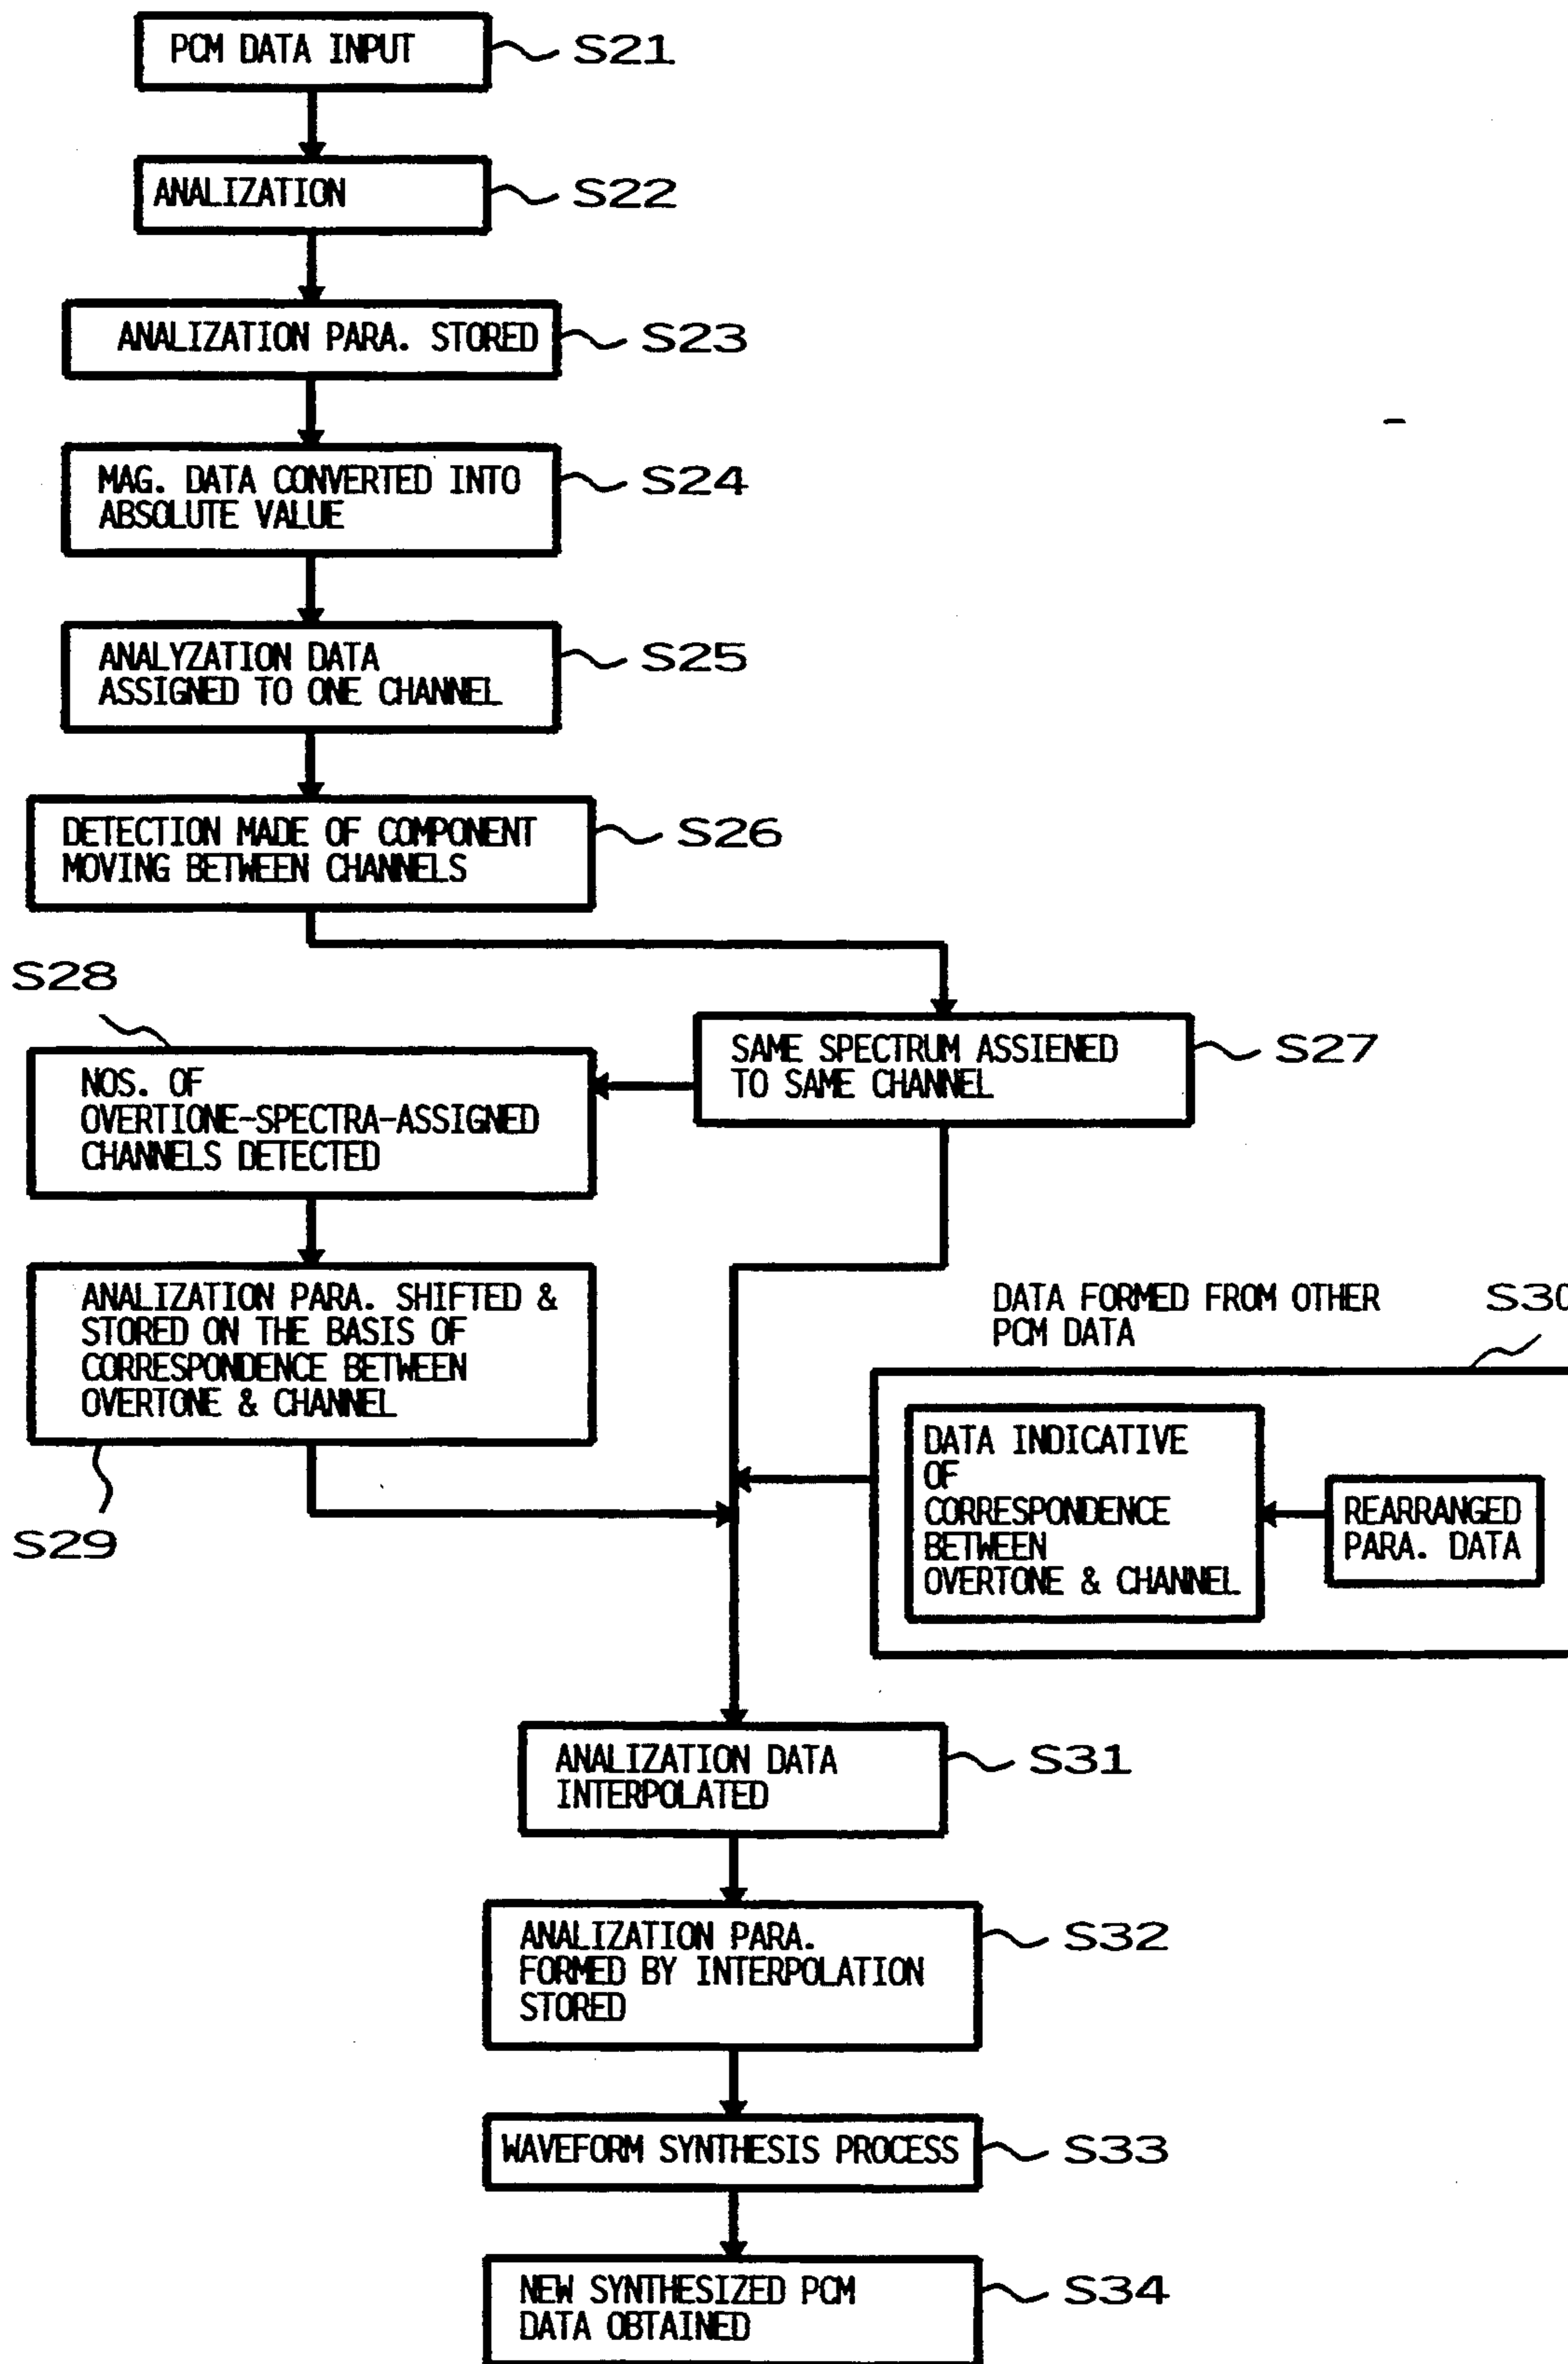 PCM DATA INPUT
S21
ANALIZATION
S22
ANALIZATION PARA. STORED
S23
MAG. DATA CONVERTED INTO
ABSOLUTE VALUE
S24
ANALYZATION DATA
ASSIGNED TO ONE CHANNEL
S25
DETECTION MADE OF COMPONENT
MOVING BETWEEN CHANNELS
S26
SAME SPECTRUM ASSIENED
TO SAME CHANNEL
S27
S28
NOS. OF
OVERTIONE-SPECTRA-ASSIGNED
CHANNELS DETECTED
ANALIZATION PARA. SHIFTED &
STORED ON THE BASIS OF
CORRESPONDENCE BETWEEN
OVERTONE & CHANNEL
S29
DATA FORMED FROM OTHER
PCM DATA
S30
DATA INDICATIVE
OF
CORRESPONDENCE
BETWEEN
OVERTONE & CHANNEL
REARRANGED
PARA. DATA
ANALIZATION DATA
INTERPOLATED
S31
ANALIZATION PARA.
FORMED BY INTERPOLATION
STORED
S32
WAVEFORM SYNTHESIS PROCESS
S33
NEW SYNTHESIZED PCM
DATA OBTAINED
S34